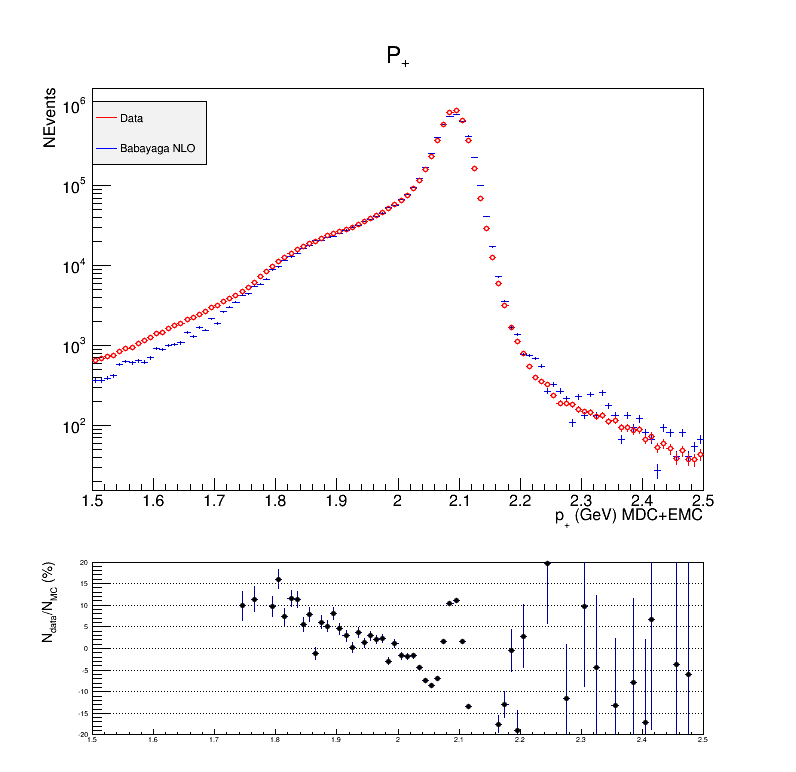 P+
NEvents
Data
Babayaga NLO
10^6
10^5
10^4
10^3
10^2
1.5 1.6 1.7 1.8 1.9 2 2.1 2.2 2.3 2.4 2.5
p+ (GeV) MDC+EMC
N_data/N_MC (%)
20
15
10
5
0
-5
-10
-15
-20
1.5 1.6 1.7 1.8 1.9 2 2.1 2.2 2.3 2.4 2.5